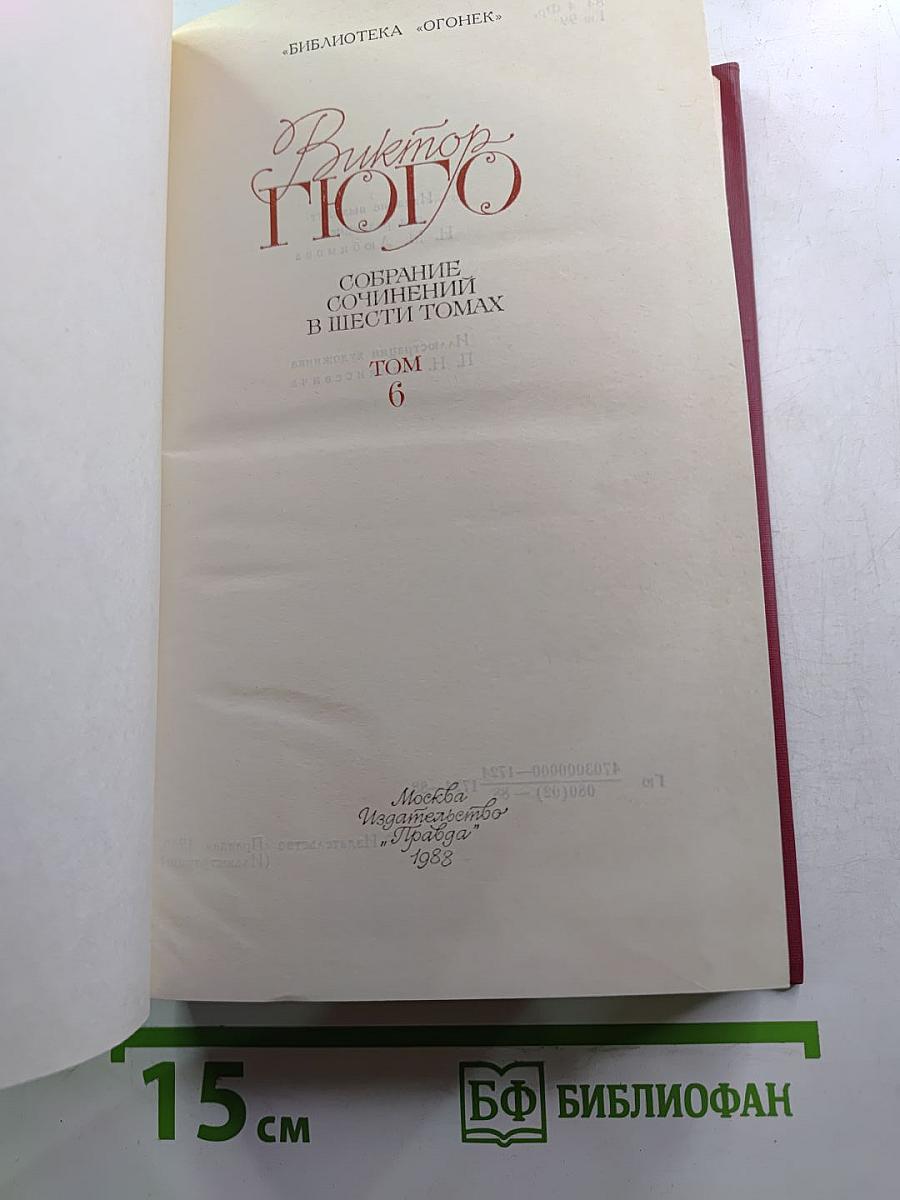 «БИБЛИОТЕКА «ОГОНЕК»
Виктор
ГЮГО
СОБРАНИЕ
СОЧИНЕНИЙ
В ШЕСТИ ТОМАХ
ТОМ
6
Москва
Издательство
„Правда"
1988
15 см
БФ БИБЛИОФАН